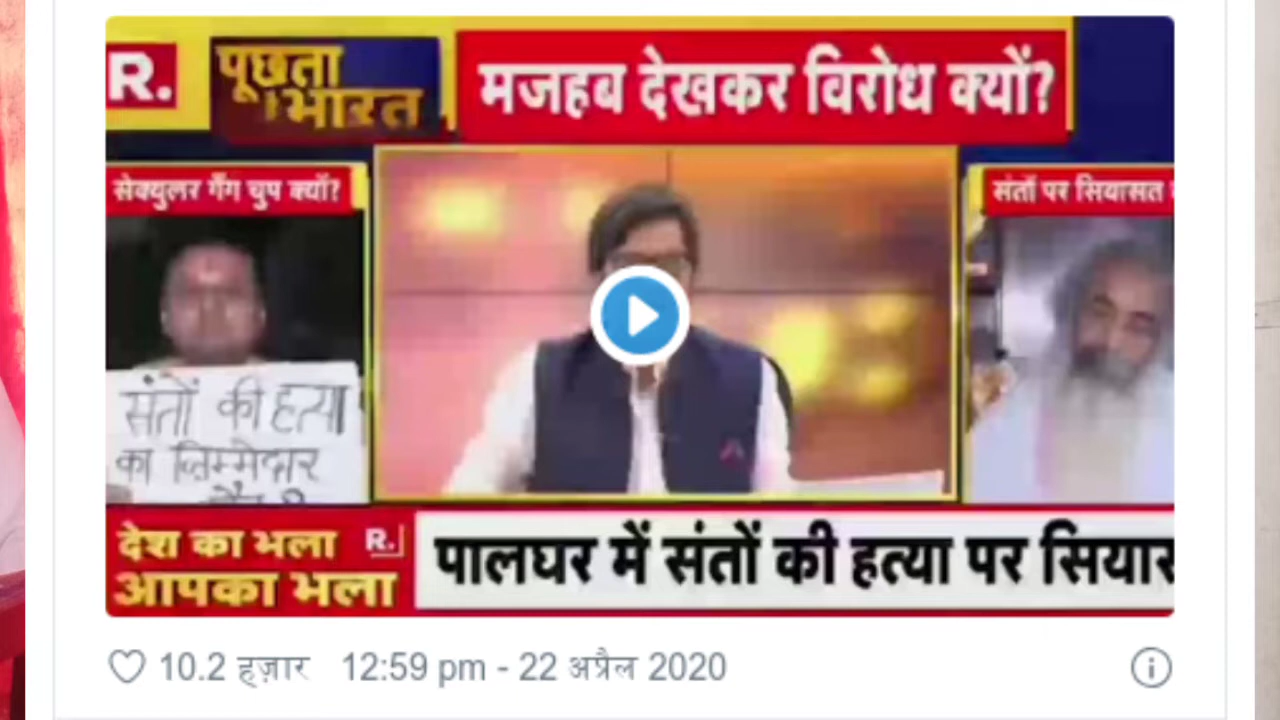 R.
पूछता
भारत
मजहब देखकर विरोध क्यों?
सेक्युलर गैंग चुप क्यों?
संतों पर सियासत
संतों की हत्या
का जिम्मेदार
देश का भला
आपका भला
R.
पालघर में संतों की हत्या पर
10.2 हज़ार 12:59 pm - 22 अप्रैल 2020